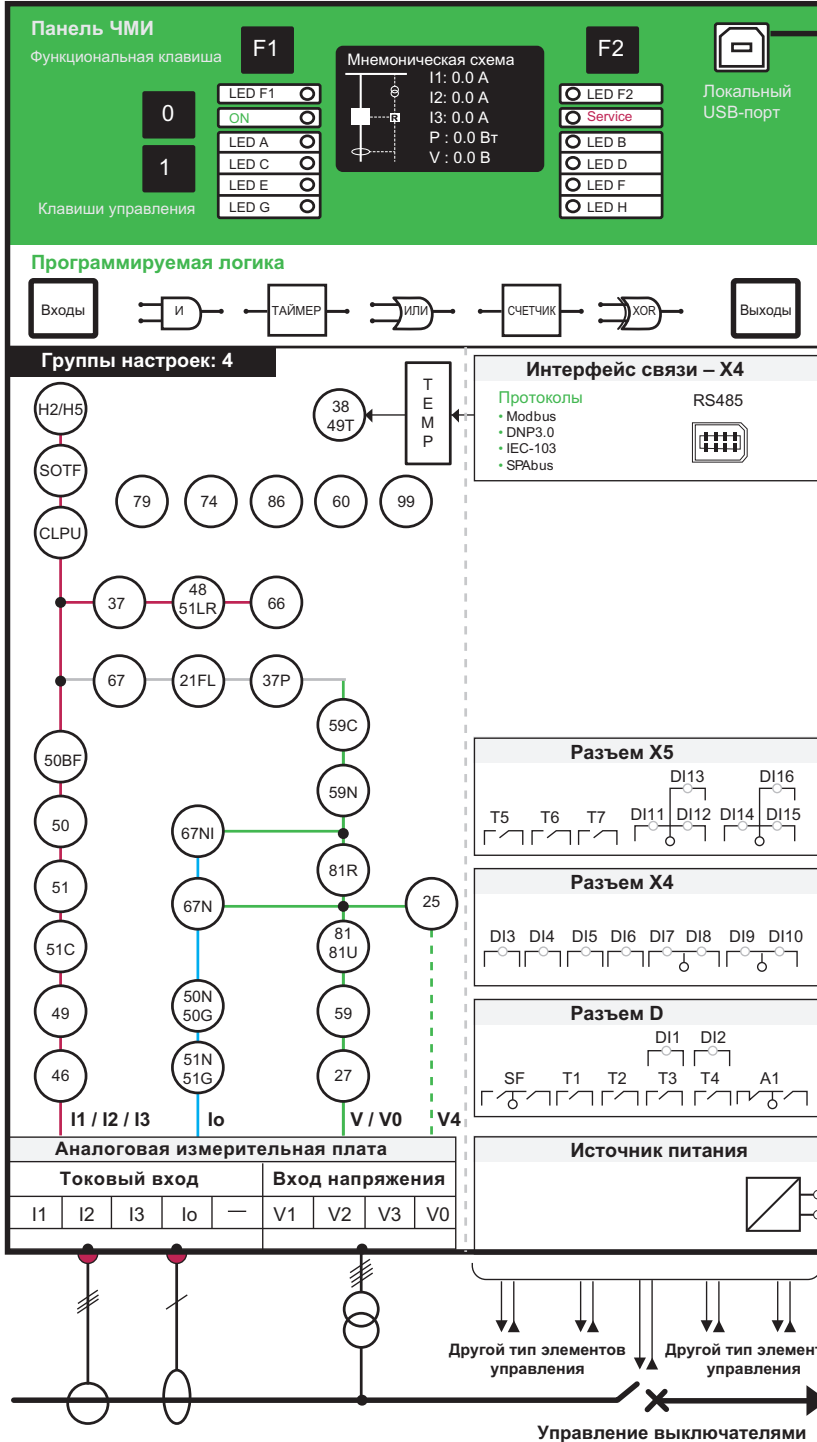 Панель ЧМИ
Функциональная клавиша
F1
F2
Локальный
USB-порт
0
1
Клавиши управления
LED F1
ON
LED A
LED C
LED E
LED G
Мнемоническая схема
I1: 0.0 A
I2: 0.0 A
I3: 0.0 A
P : 0.0 Вт
V : 0.0 В
R
LED F2
Service
LED B
LED D
LED F
LED H
Программируемая логика
Входы
И
ТАЙМЕР
ИЛИ
СЧЕТЧИК
XOR
Выходы
Группы настроек: 4
H2/H5
SOTF
CLPU
38
49T
T
E
M
P
79
74
86
60
99
37
48
51LR
66
67
21FL
37P
59C
50BF
59N
50
67NI
81R
51
67N
25
51C
81
81U
50N
50G
49
59
51N
51G
46
27
I1 / I2 / I3
Io
V / V0
V4
Интерфейс связи – X4
Протоколы
• Modbus
• DNP3.0
• IEC-103
• SPAbus
RS485
Разъем X5
DI13 DI16
T5 T6 T7 DI11 DI12 DI14 DI15
Разъем X4
DI3 DI4 DI5 DI6 DI7 DI8 DI9 DI10
Разъем D
DI1 DI2
SF T1 T2 T3 T4 A1
Источник питания
Аналоговая измерительная плата
Токовый вход
Вход напряжения
I1 I2 I3 Io — V1 V2 V3 V0
Другой тип элементов
управления
Другой тип элемент
управления
Управление выключателями